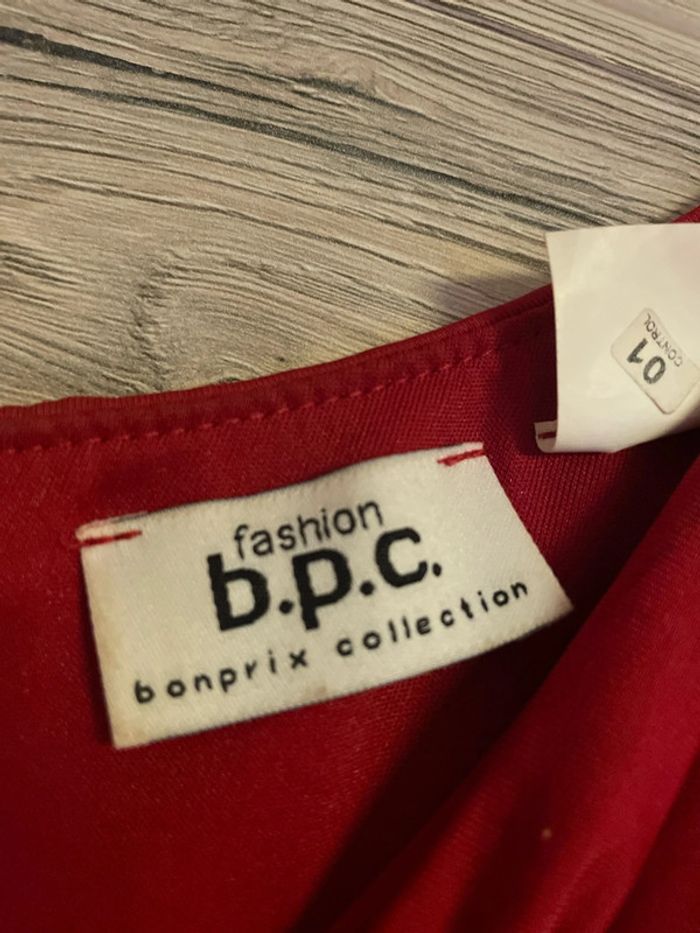 fashion
b.p.c.
bonprix collection
01
CONTROL